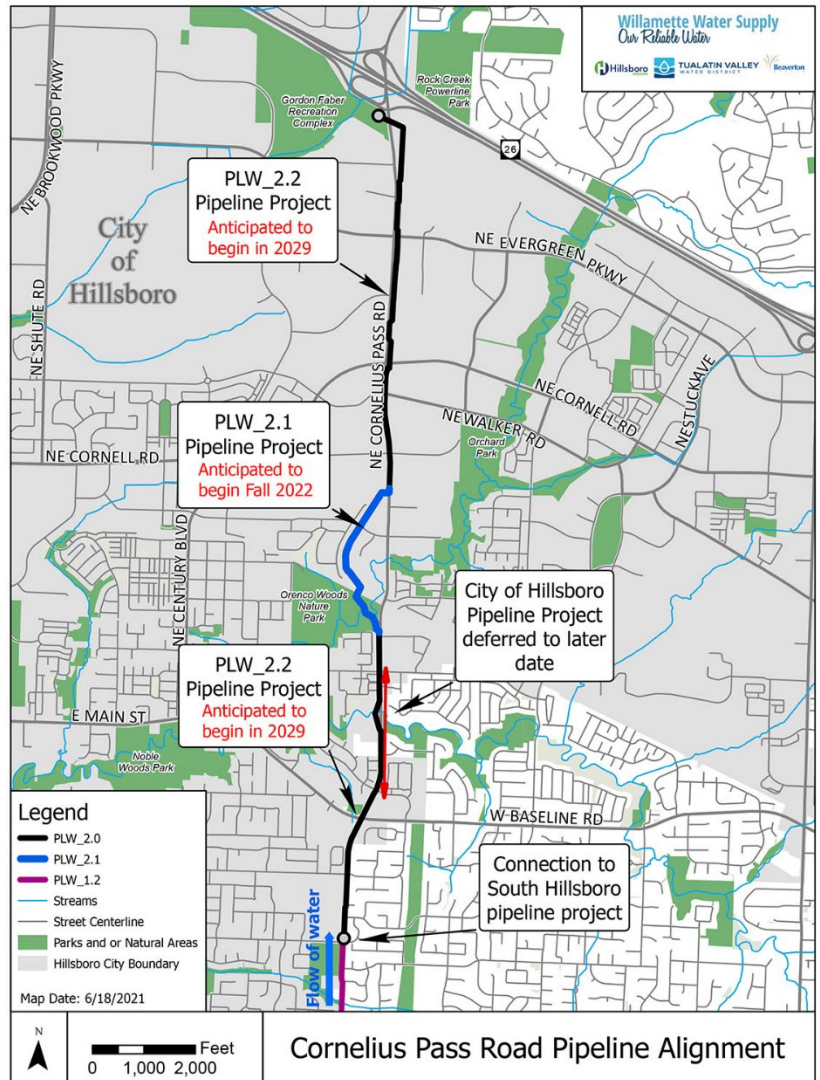 Willamette Water Supply
Our Reliable Water
Hillsboro
TUALATIN VALLEY
WATER DISTRICT
Beaverton
Rock Creek
Powerline
Park
Gordon Faber
Recreation
Complex
26
NE BROOKWOOD PKWY
PLW_2.2
Pipeline Project
Anticipated to
begin in 2029
City
of
Hillsboro
NE EVERGREEN PKWY
NE SHUTE RD
NE CORNELIUS PASS RD
NE CORNELL RD
NE STUCKI AVE
NE WALKER RD
Orchard
Park
PLW_2.1
Pipeline Project
Anticipated to
begin Fall 2022
NE CORNELL RD
NE CENTURY BLVD
Orenco Woods
Nature
Park
City of Hillsboro
Pipeline Project
deferred to later
date
PLW_2.2
Pipeline Project
Anticipated to
begin in 2029
E MAIN ST
Noble
Woods Park
W BASELINE RD
Connection to
South Hillsboro
pipeline project
Flow of water
Legend
PLW_2.0
PLW_2.1
PLW_1.2
Streams
Street Centerline
Parks and or Natural Areas
Hillsboro City Boundary
Map Date: 6/18/2021
N
Feet
0 1,000 2,000
Cornelius Pass Road Pipeline Alignment